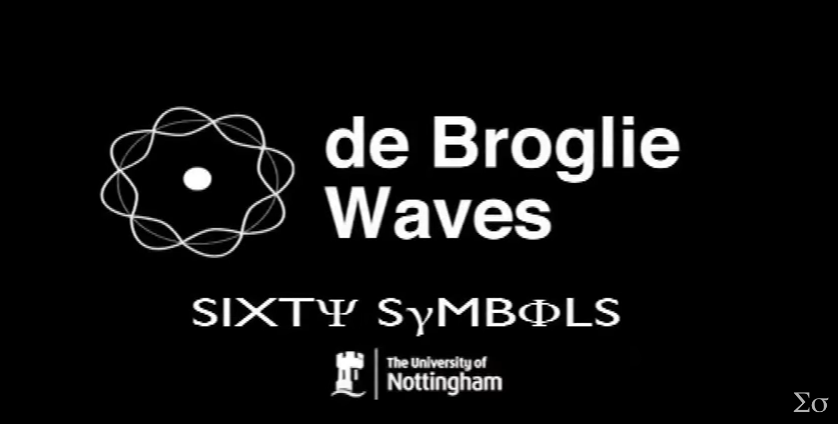 de Broglie
Waves
SIXTΨ SγMBΦLS
The University of
Nottingham
Σσ